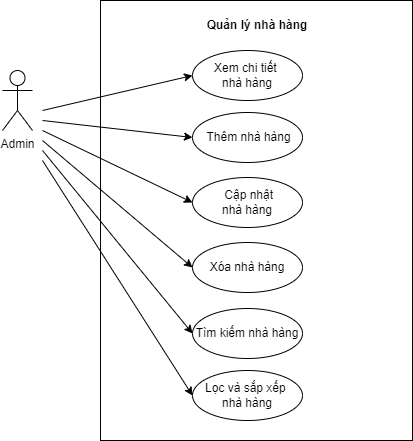 Quản lý nhà hàng
Xem chi tiết
nhà hàng
Thêm nhà hàng
Admin
Cập nhật
nhà hàng
Xóa nhà hàng
Tìm kiếm nhà hàng
Lọc và sắp xếp
nhà hàng